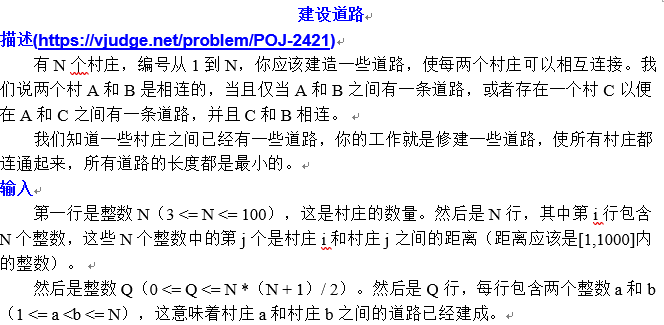 建设道路
描述(https://vjudge.net/problem/POJ-2421)
有 N 个村庄，编号从 1 到 N，你应该建造一些道路，使每两个村庄可以相互连接。我
们说两个村 A 和 B 是相连的，当且仅当 A 和 B 之间有一条道路，或者存在一个村 C 以便
在 A 和 C 之间有一条道路，并且 C 和 B 相连。
我们知道一些村庄之间已经有一些道路，你的工作就是修建一些道路，使所有村庄都
连通起来，所有道路的长度都是最小的。
输入
第一行是整数 N（3 <= N <= 100），这是村庄的数量。然后是 N 行，其中第 i 行包含
N 个整数，这些 N 个整数中的第 j 个是村庄 i 和村庄 j 之间的距离（距离应该是[1,1000]内
的整数）。
然后是整数 Q（0 <= Q <= N *（N + 1）/ 2）。然后是 Q 行，每行包含两个整数 a 和 b
（1 <= a <b <= N），这意味着村庄 a 和村庄 b 之间的道路已经建成。